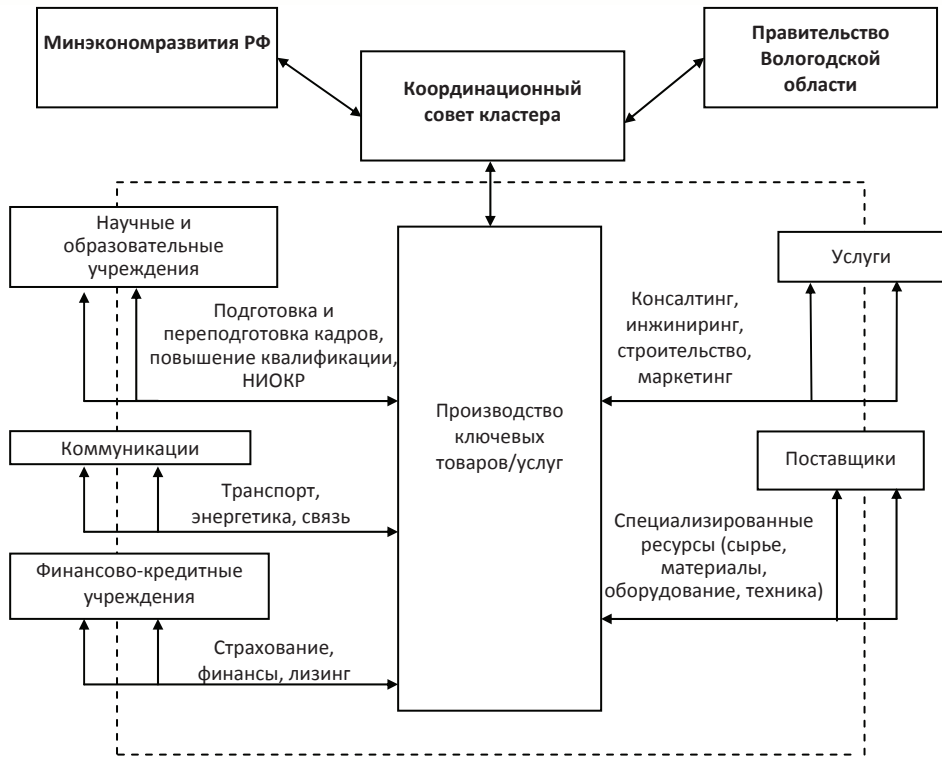 Минэкономразвития РФ
Координационный
совет кластера
Правительство
Вологодской
области
Научные и
образовательные
учреждения
Подготовка и
переподготовка кадров,
повышение квалификации,
НИОКР
Коммуникации
Транспорт,
энергетика, связь
Финансово-кредитные
учреждения
Страхование,
финансы, лизинг
Производство
ключевых
товаров/услуг
Услуги
Консалтинг,
инжиниринг,
строительство,
маркетинг
Поставщики
Специализированные
ресурсы (сырье,
материалы,
оборудование, техника)